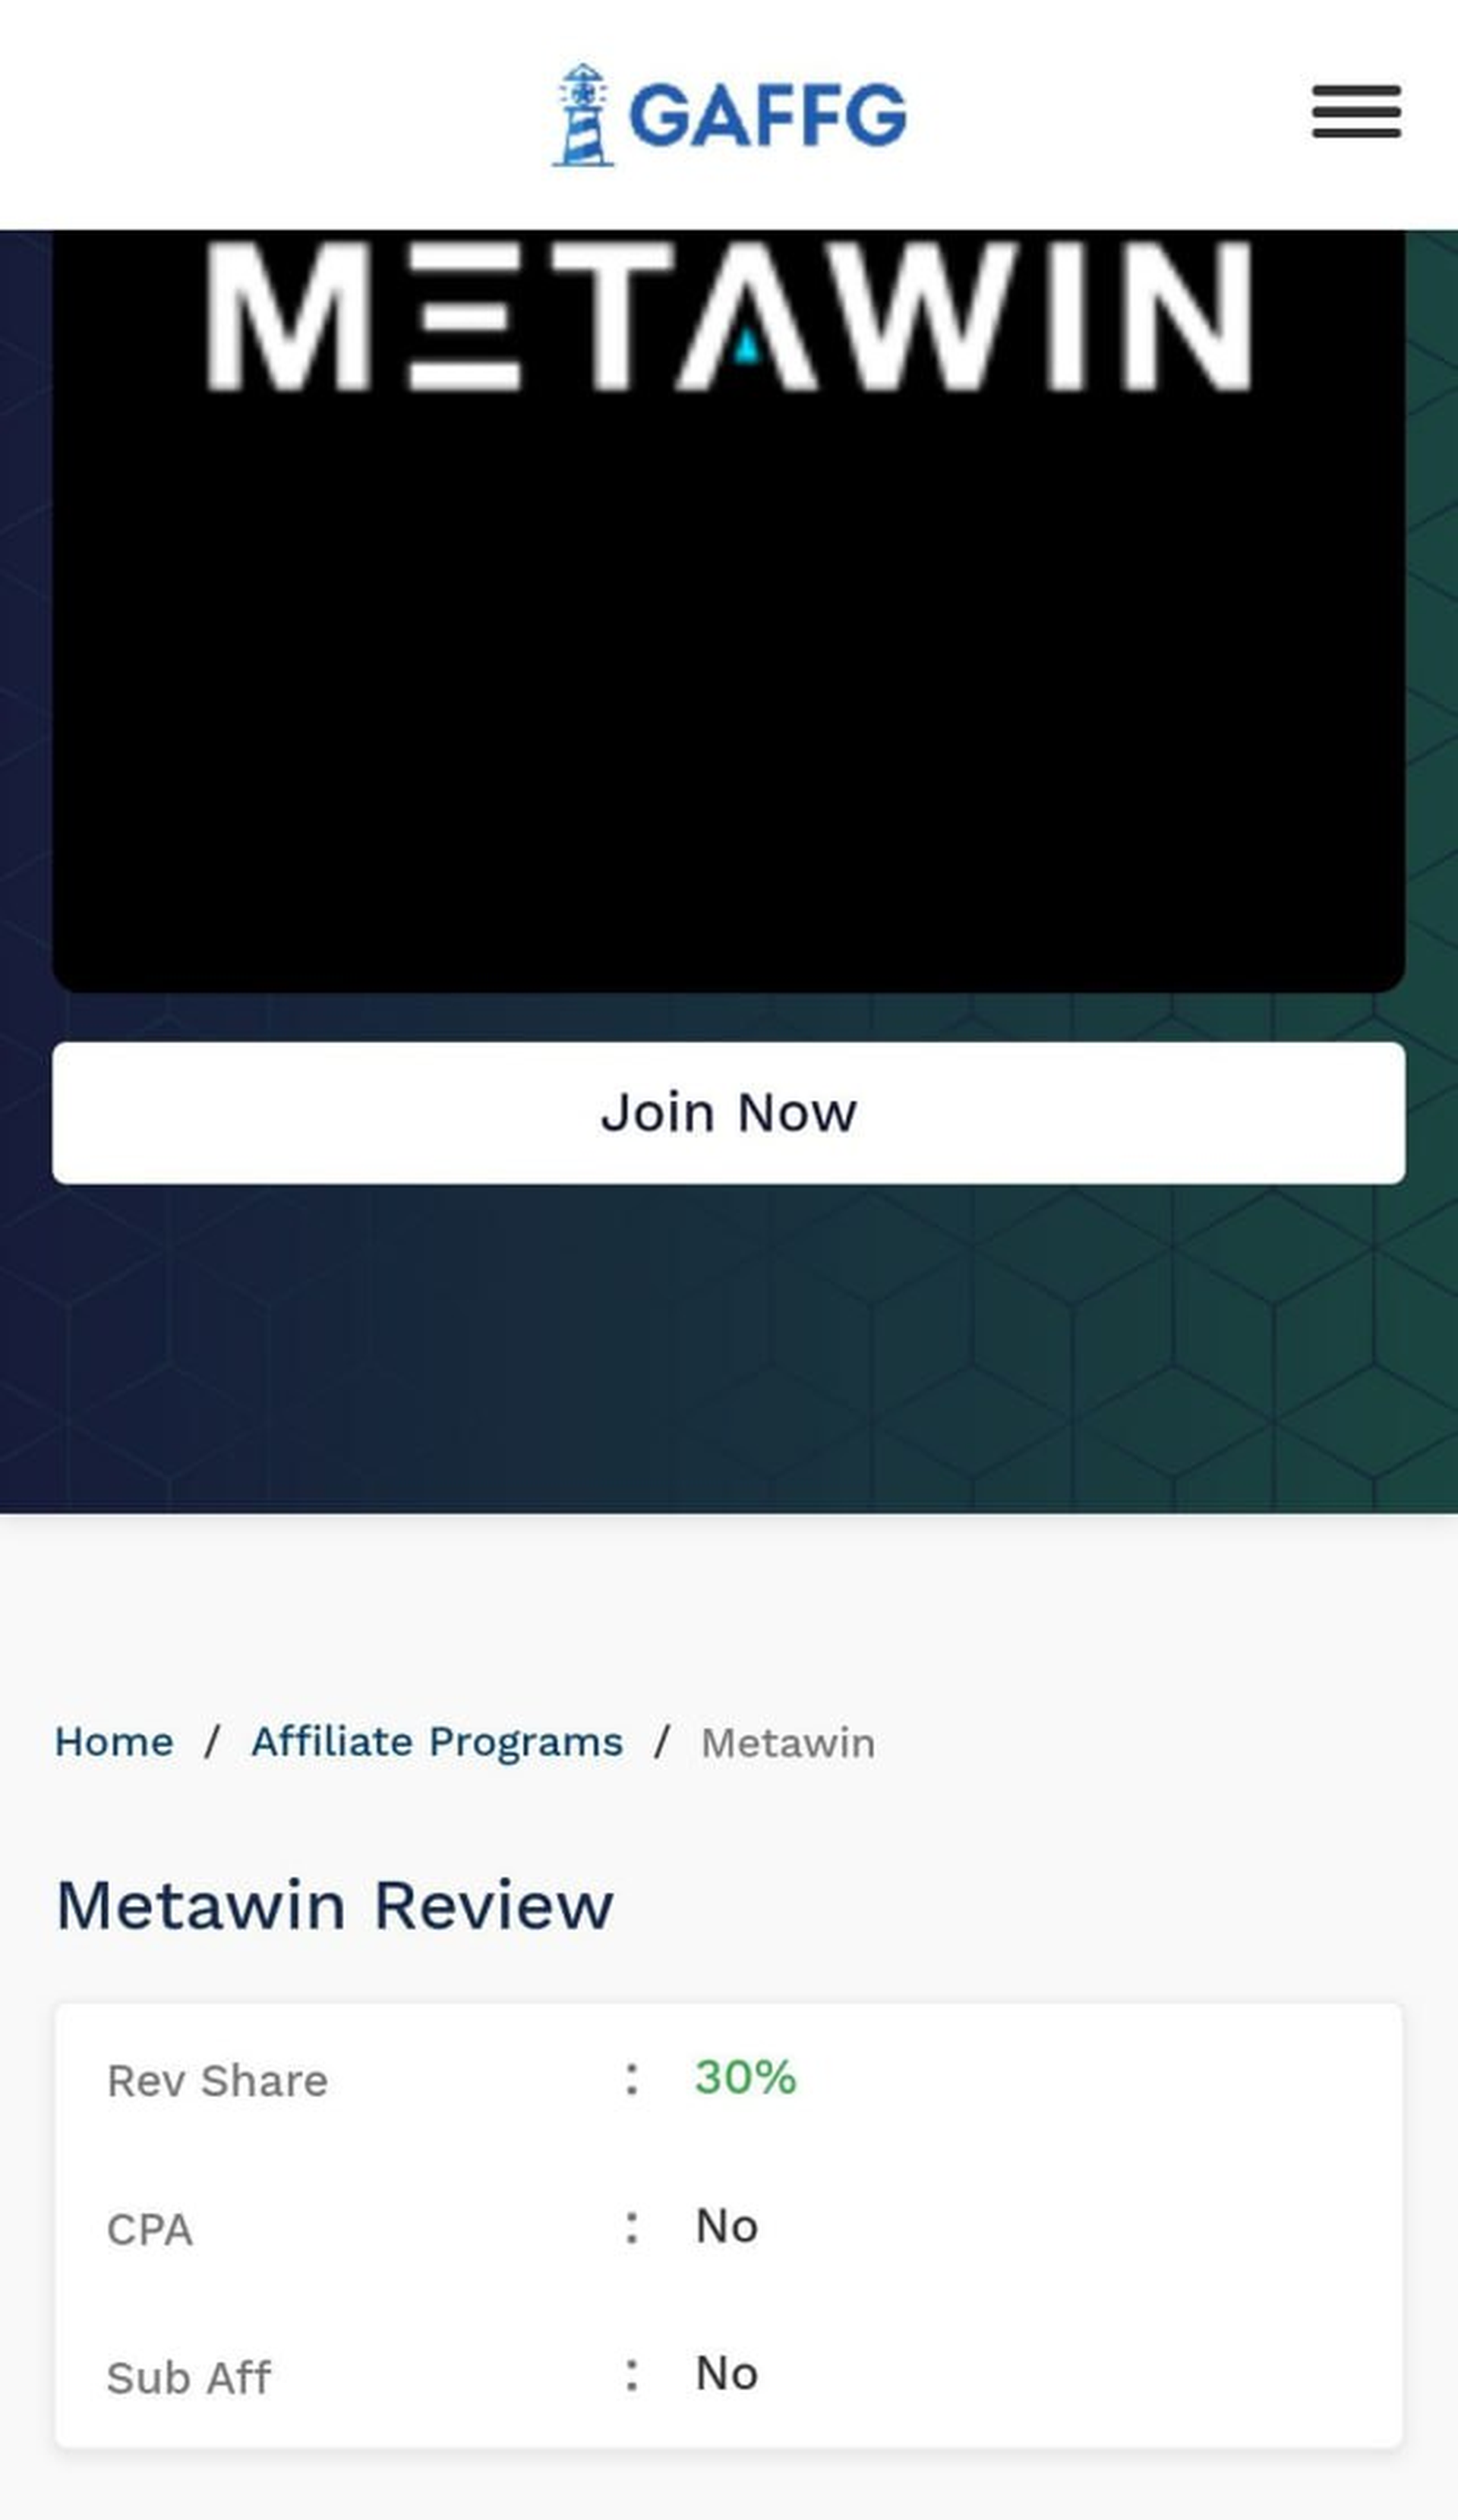 GAFFG
METAWIN
Join Now
Home / Affiliate Programs / Metawin
Metawin Review
Rev Share : 30%
CPA : No
Sub Aff : No